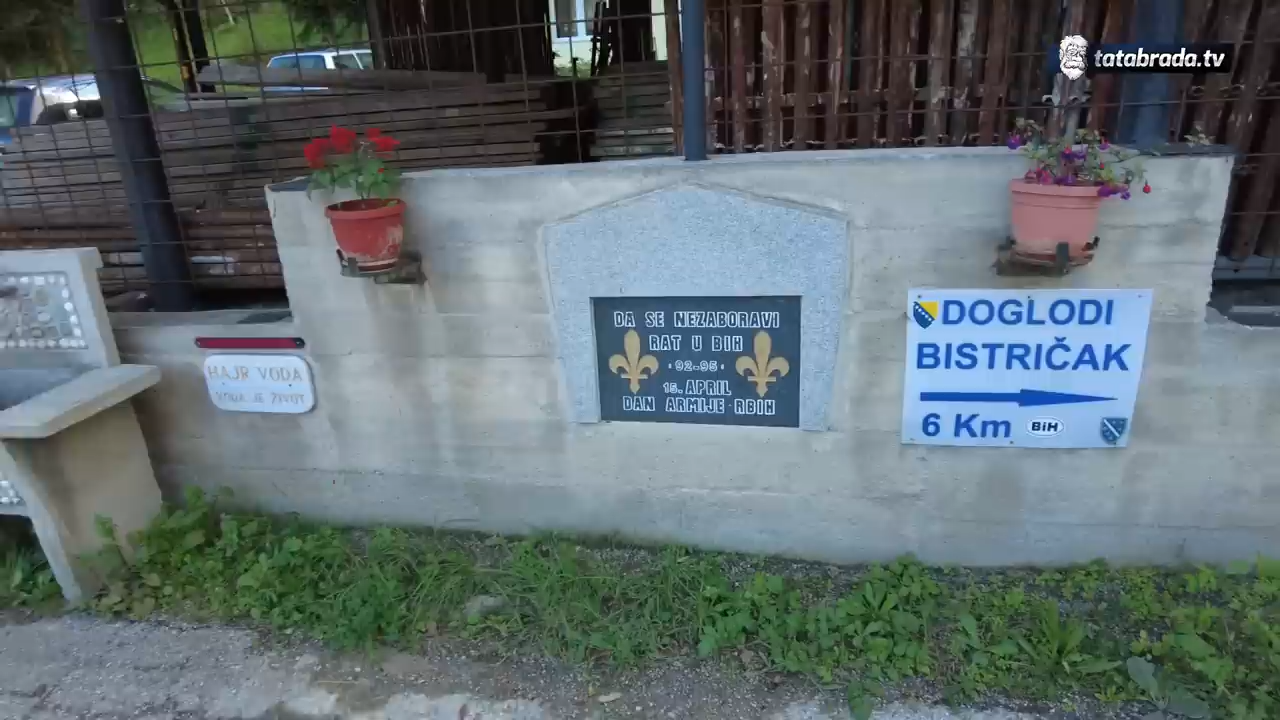 tatabrada.tv
HAJR VODA
VODA JE ŽIVOT
DA SE NEZABORAVI
RAT U BIH
·92-95·
15. APRIL
DAN ARMIJE RBIH
DOGLODI
BISTRIČAK
6 Km BiH